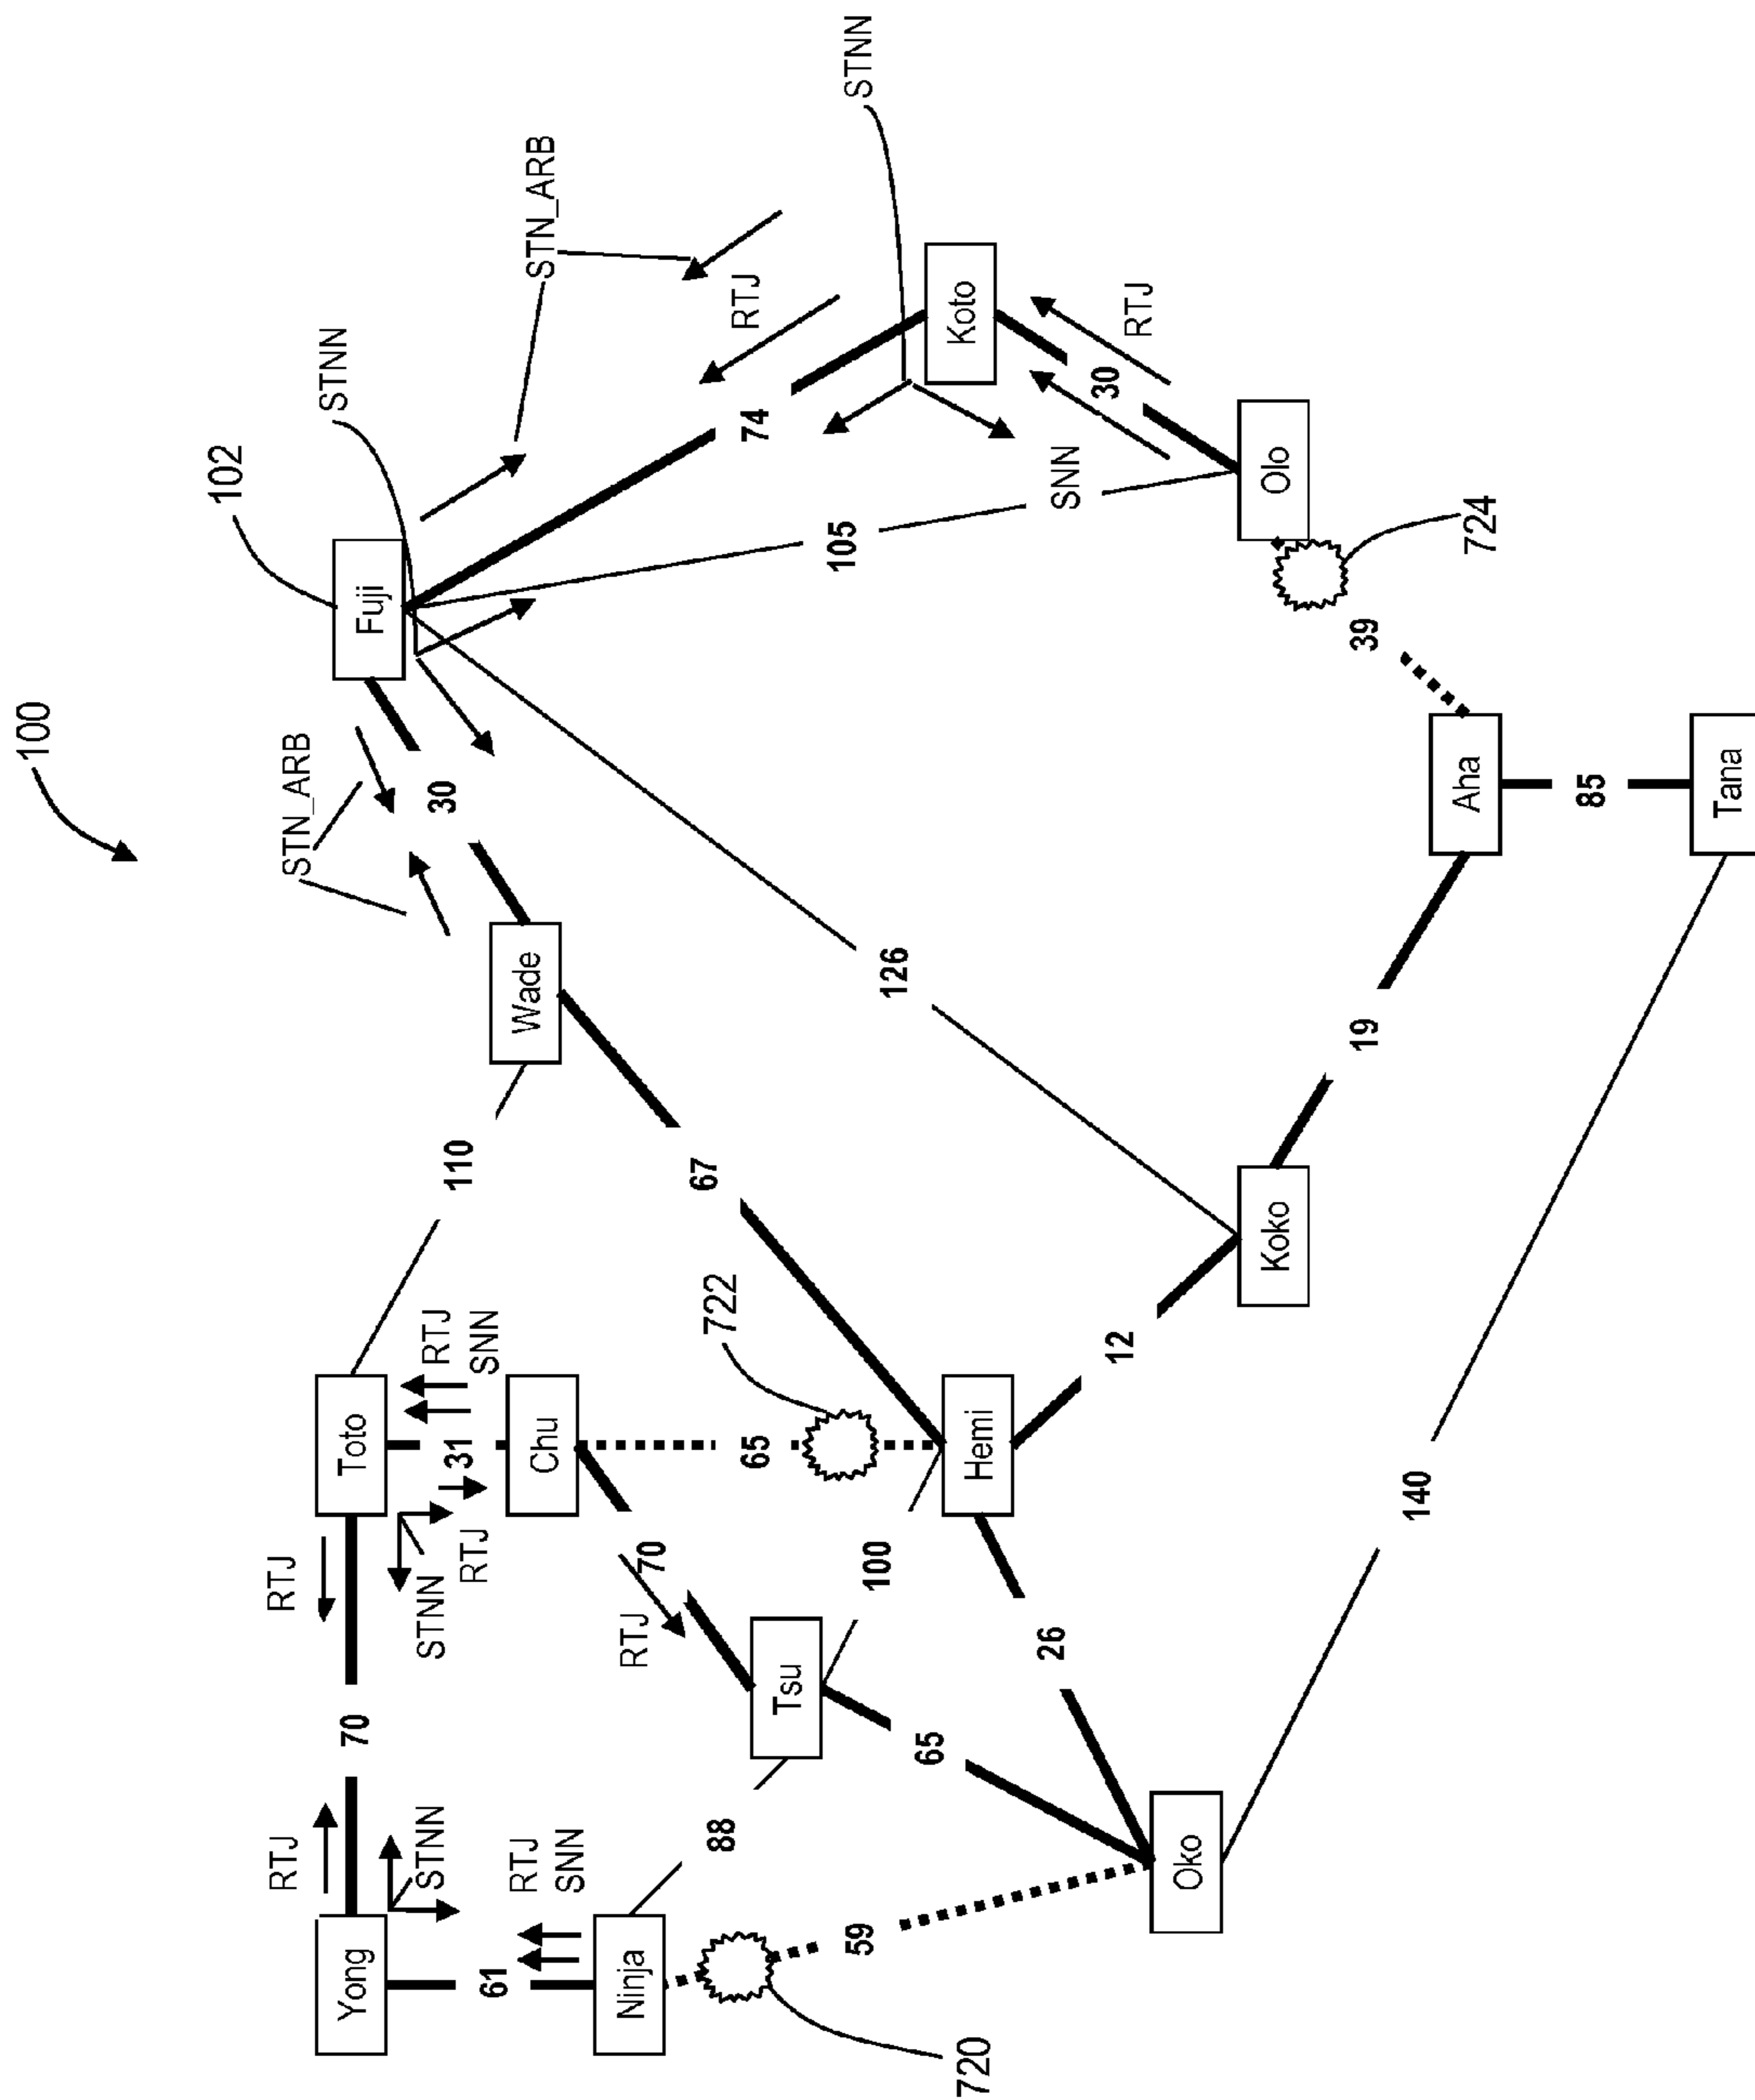 100
102
STNN
STN_ARB
STNN
STN_ARB
RTJ
Fuji
30
74
Koto
30
RTJ
SNN
105
Olo
724
39
Wade
110
67
126
Aha
85
Tana
19
Koko
12
140
Toto
RTJ
SNN
31
Chu
722
65
Hemi
RTJ
STNN
RTJ
70
70
RTJ
100
Tsu
26
65
RTJ
STNN
Yong
61
RTJ
SNN
Ninja
88
59
Oko
720